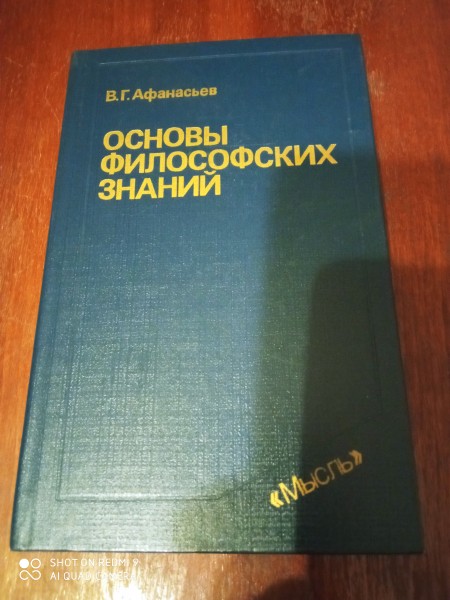 В.Г. Афанасьев
ОСНОВЫ
ФИЛОСОФСКИХ
ЗНАНИЙ
«Мысль»
SHOT ON REDMI 9
AI QUAD CAMERA